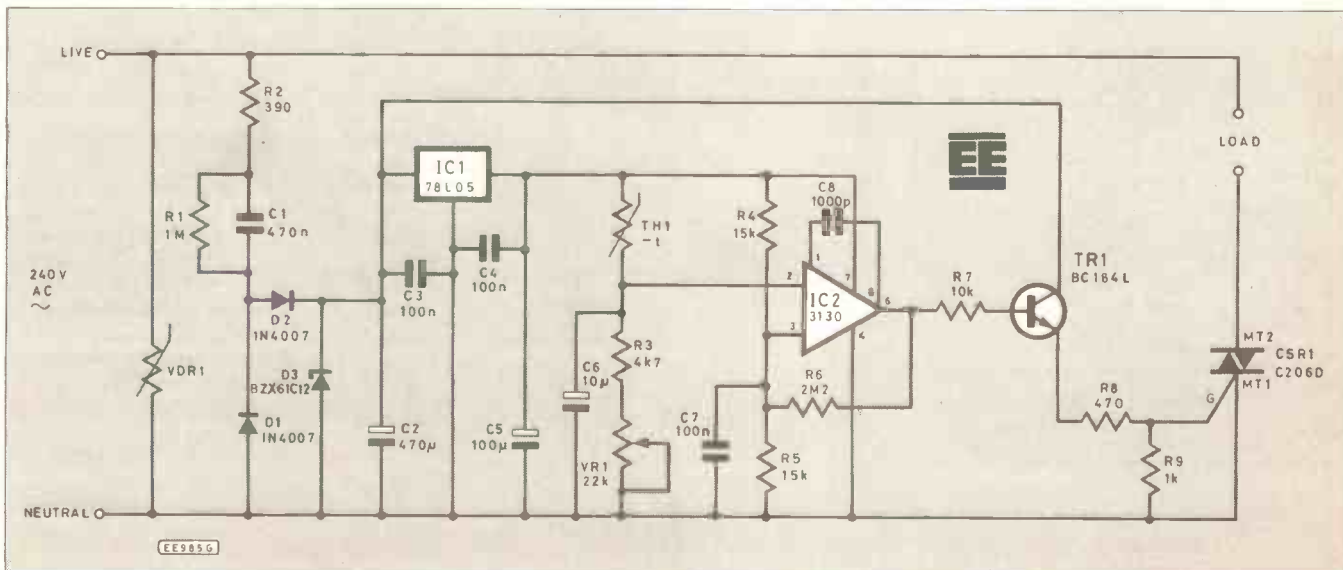 LIVE
R2
390
R1
1M
C1
470n
240V
AC
~
D2
1N4007
VDR1
D3
BZX61C12
D1
1N4007
C2
470µ
NEUTRAL
EE985G
IC1
78L05
C3
100n
C4
100n
C5
100µ
TH1
-t
C6
10µ
R3
4k7
VR1
22k
R4
15k
C8
1000p
1
2
7
8
6
3
4
IC2
3130
R6
2M2
C7
100n
R5
15k
EE
R7
10k
TR1
BC184L
R8
470
R9
1k
LOAD
MT2
MT1
G
CSR1
C206D